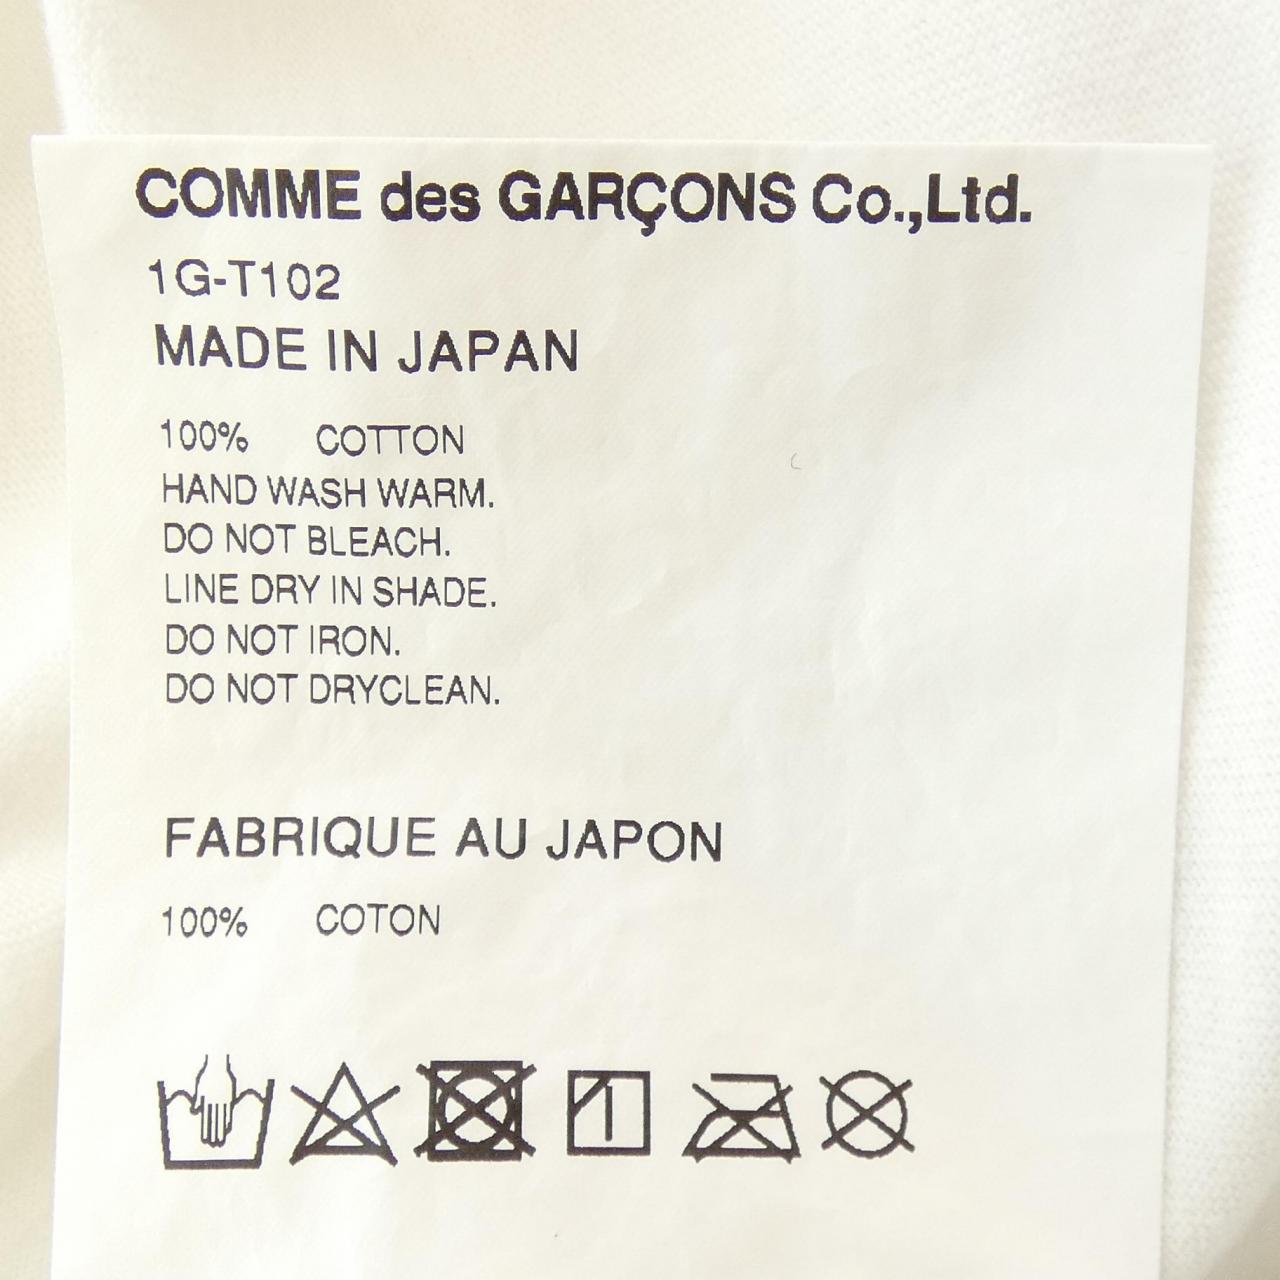 COMME des GARÇONS Co.,Ltd.
1G-T102
MADE IN JAPAN
100% COTTON
HAND WASH WARM.
DO NOT BLEACH.
LINE DRY IN SHADE.
DO NOT IRON.
DO NOT DRYCLEAN.
FABRIQUE AU JAPON
100% COTON